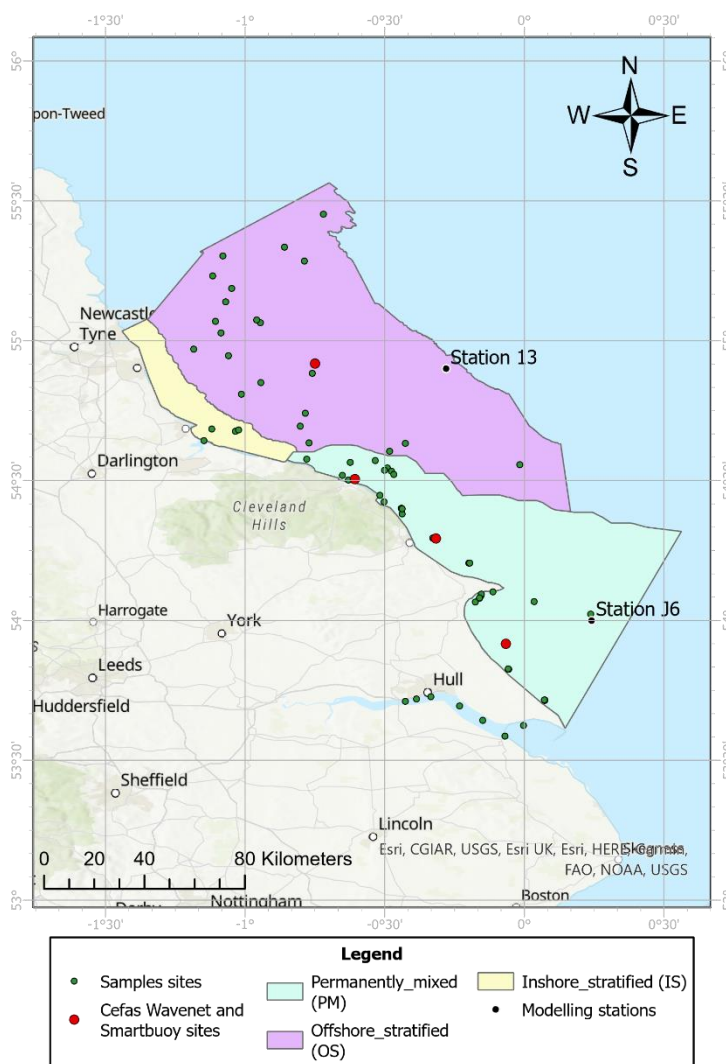 -1°30' -1° -0°30' 0° 0°30'
56°
N
W E
S
pon-Tweed
55°30'
Newcastle
Tyne
55°
Station 13
Darlington
54°30'
Cleveland
Hills
Harrogate
York
Station J6
54°
Leeds
Hull
Huddersfield
53°30'
Sheffield
Lincoln
0 20 40 80 Kilometers
Esri, CGIAR, USGS, Esri UK, Esri, HERE, Garmin,
FAO, NOAA, USGS
53°
Nottingham
Boston
-1°30' -1° -0°30' 0° 0°30'
Legend
Samples sites
Cefas Wavenet and
Smartbuoy sites
Permanently_mixed
(PM)
Offshore_stratified
(OS)
Inshore_stratified (IS)
Modelling stations